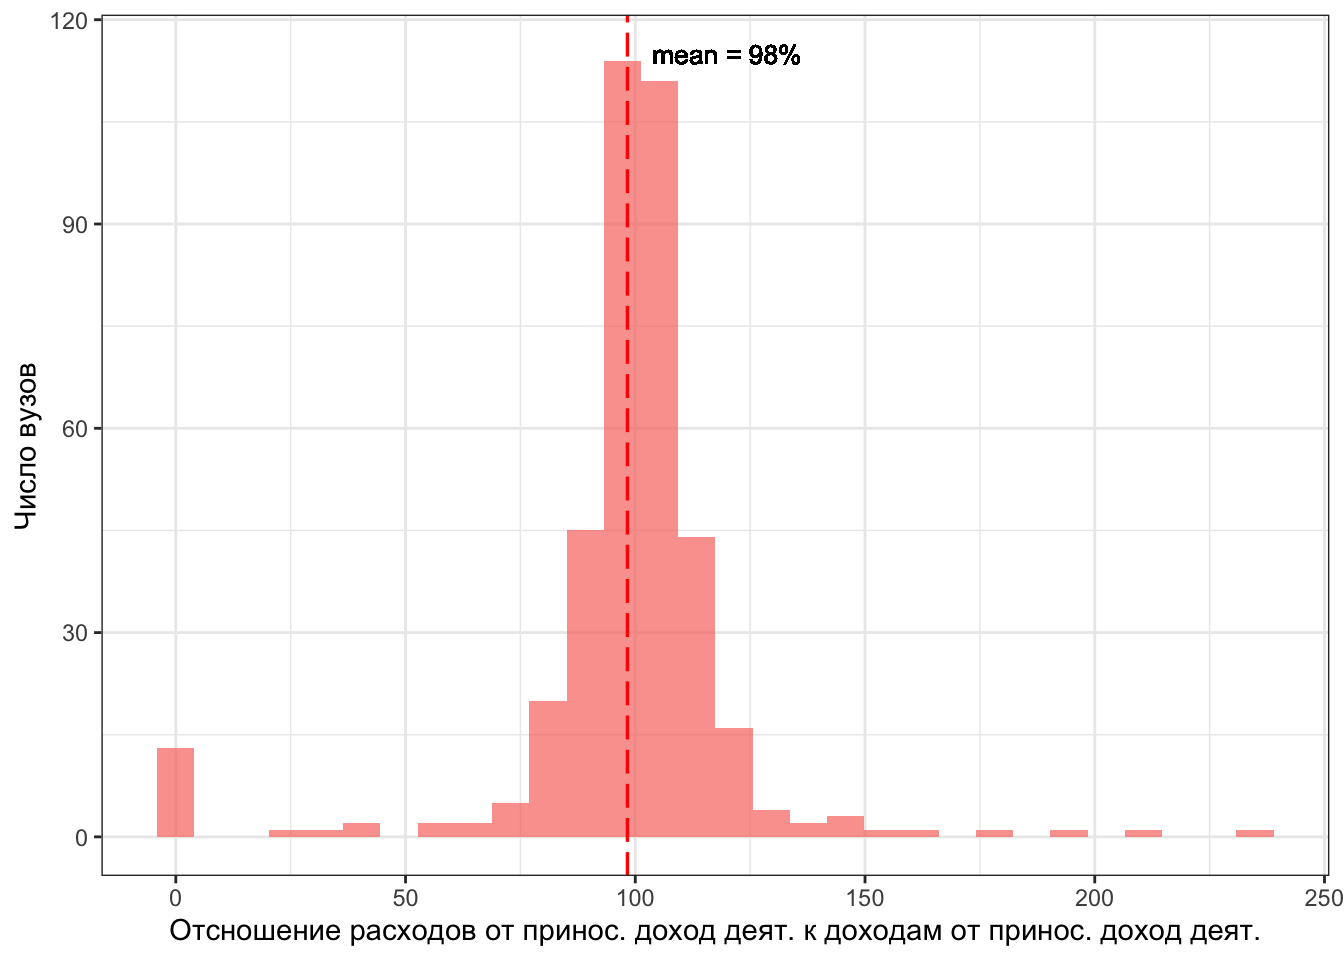 120
mean = 98%
90
60
30
0
Число вузов
0 50 100 150 200 250
Отсношение расходов от принос. доход деят. к доходам от принос. доход деят.